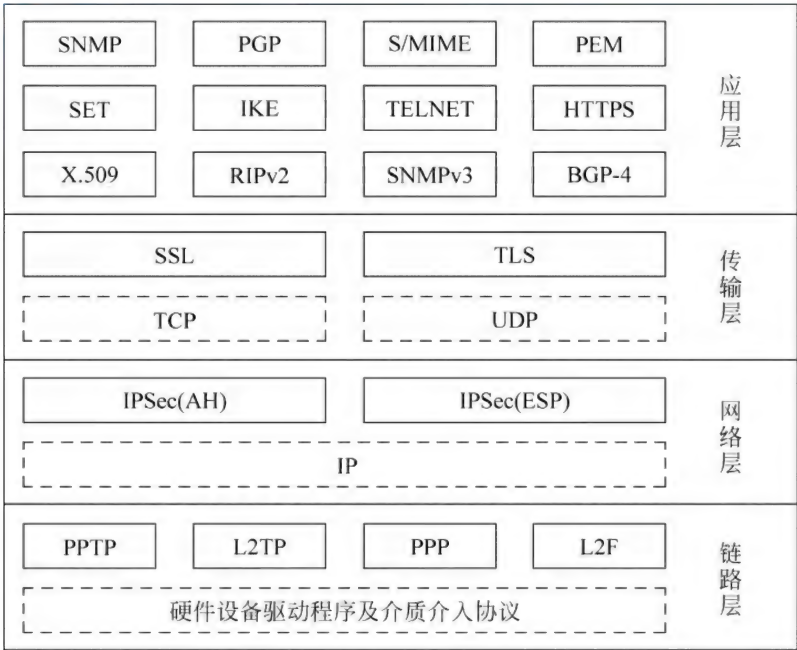 SNMP PGP S/MIME PEM
SET IKE TELNET HTTPS
X.509 RIPv2 SNMPv3 BGP-4
应用层
SSL TLS
TCP UDP
传输层
IPSec(AH) IPSec(ESP)
IP
网络层
PPTP L2TP PPP L2F
硬件设备驱动程序及介质介入协议
链路层